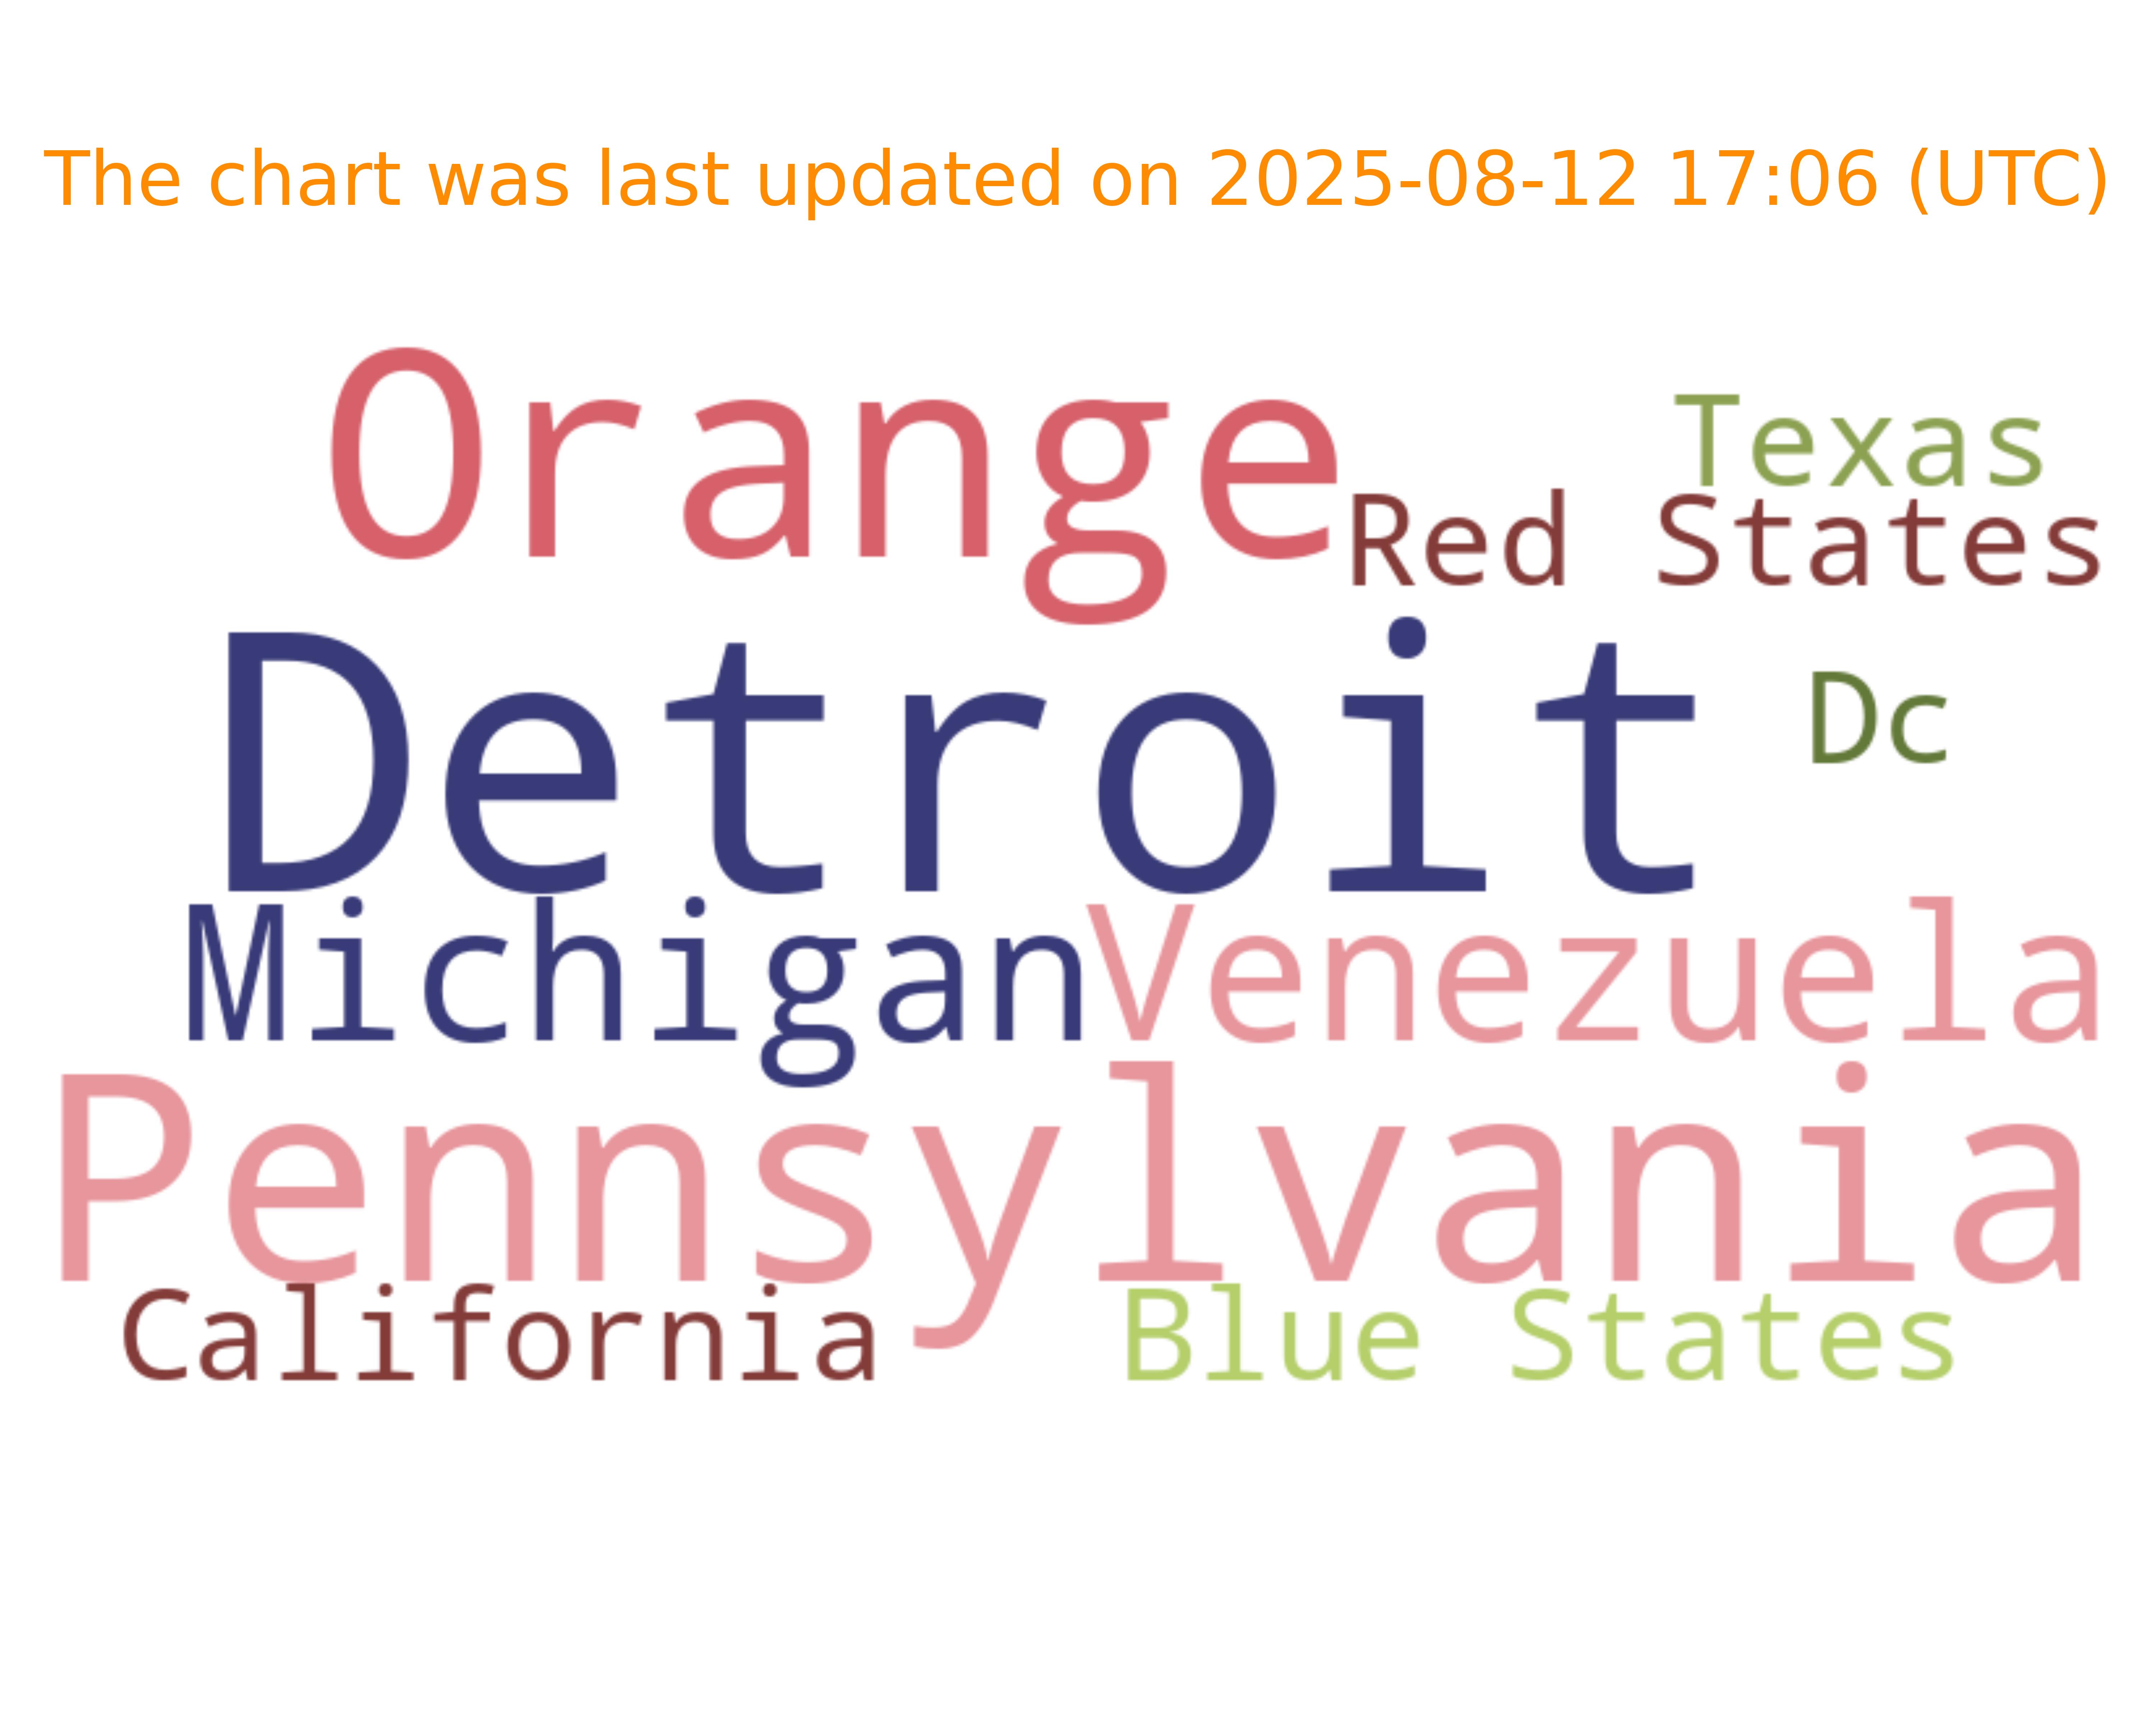 The chart was last updated on 2025-08-12 17:06 (UTC)
Orange
Texas
Red States
Detroit
Dc
Michigan
Venezuela
Pennsylvania
California
Blue States